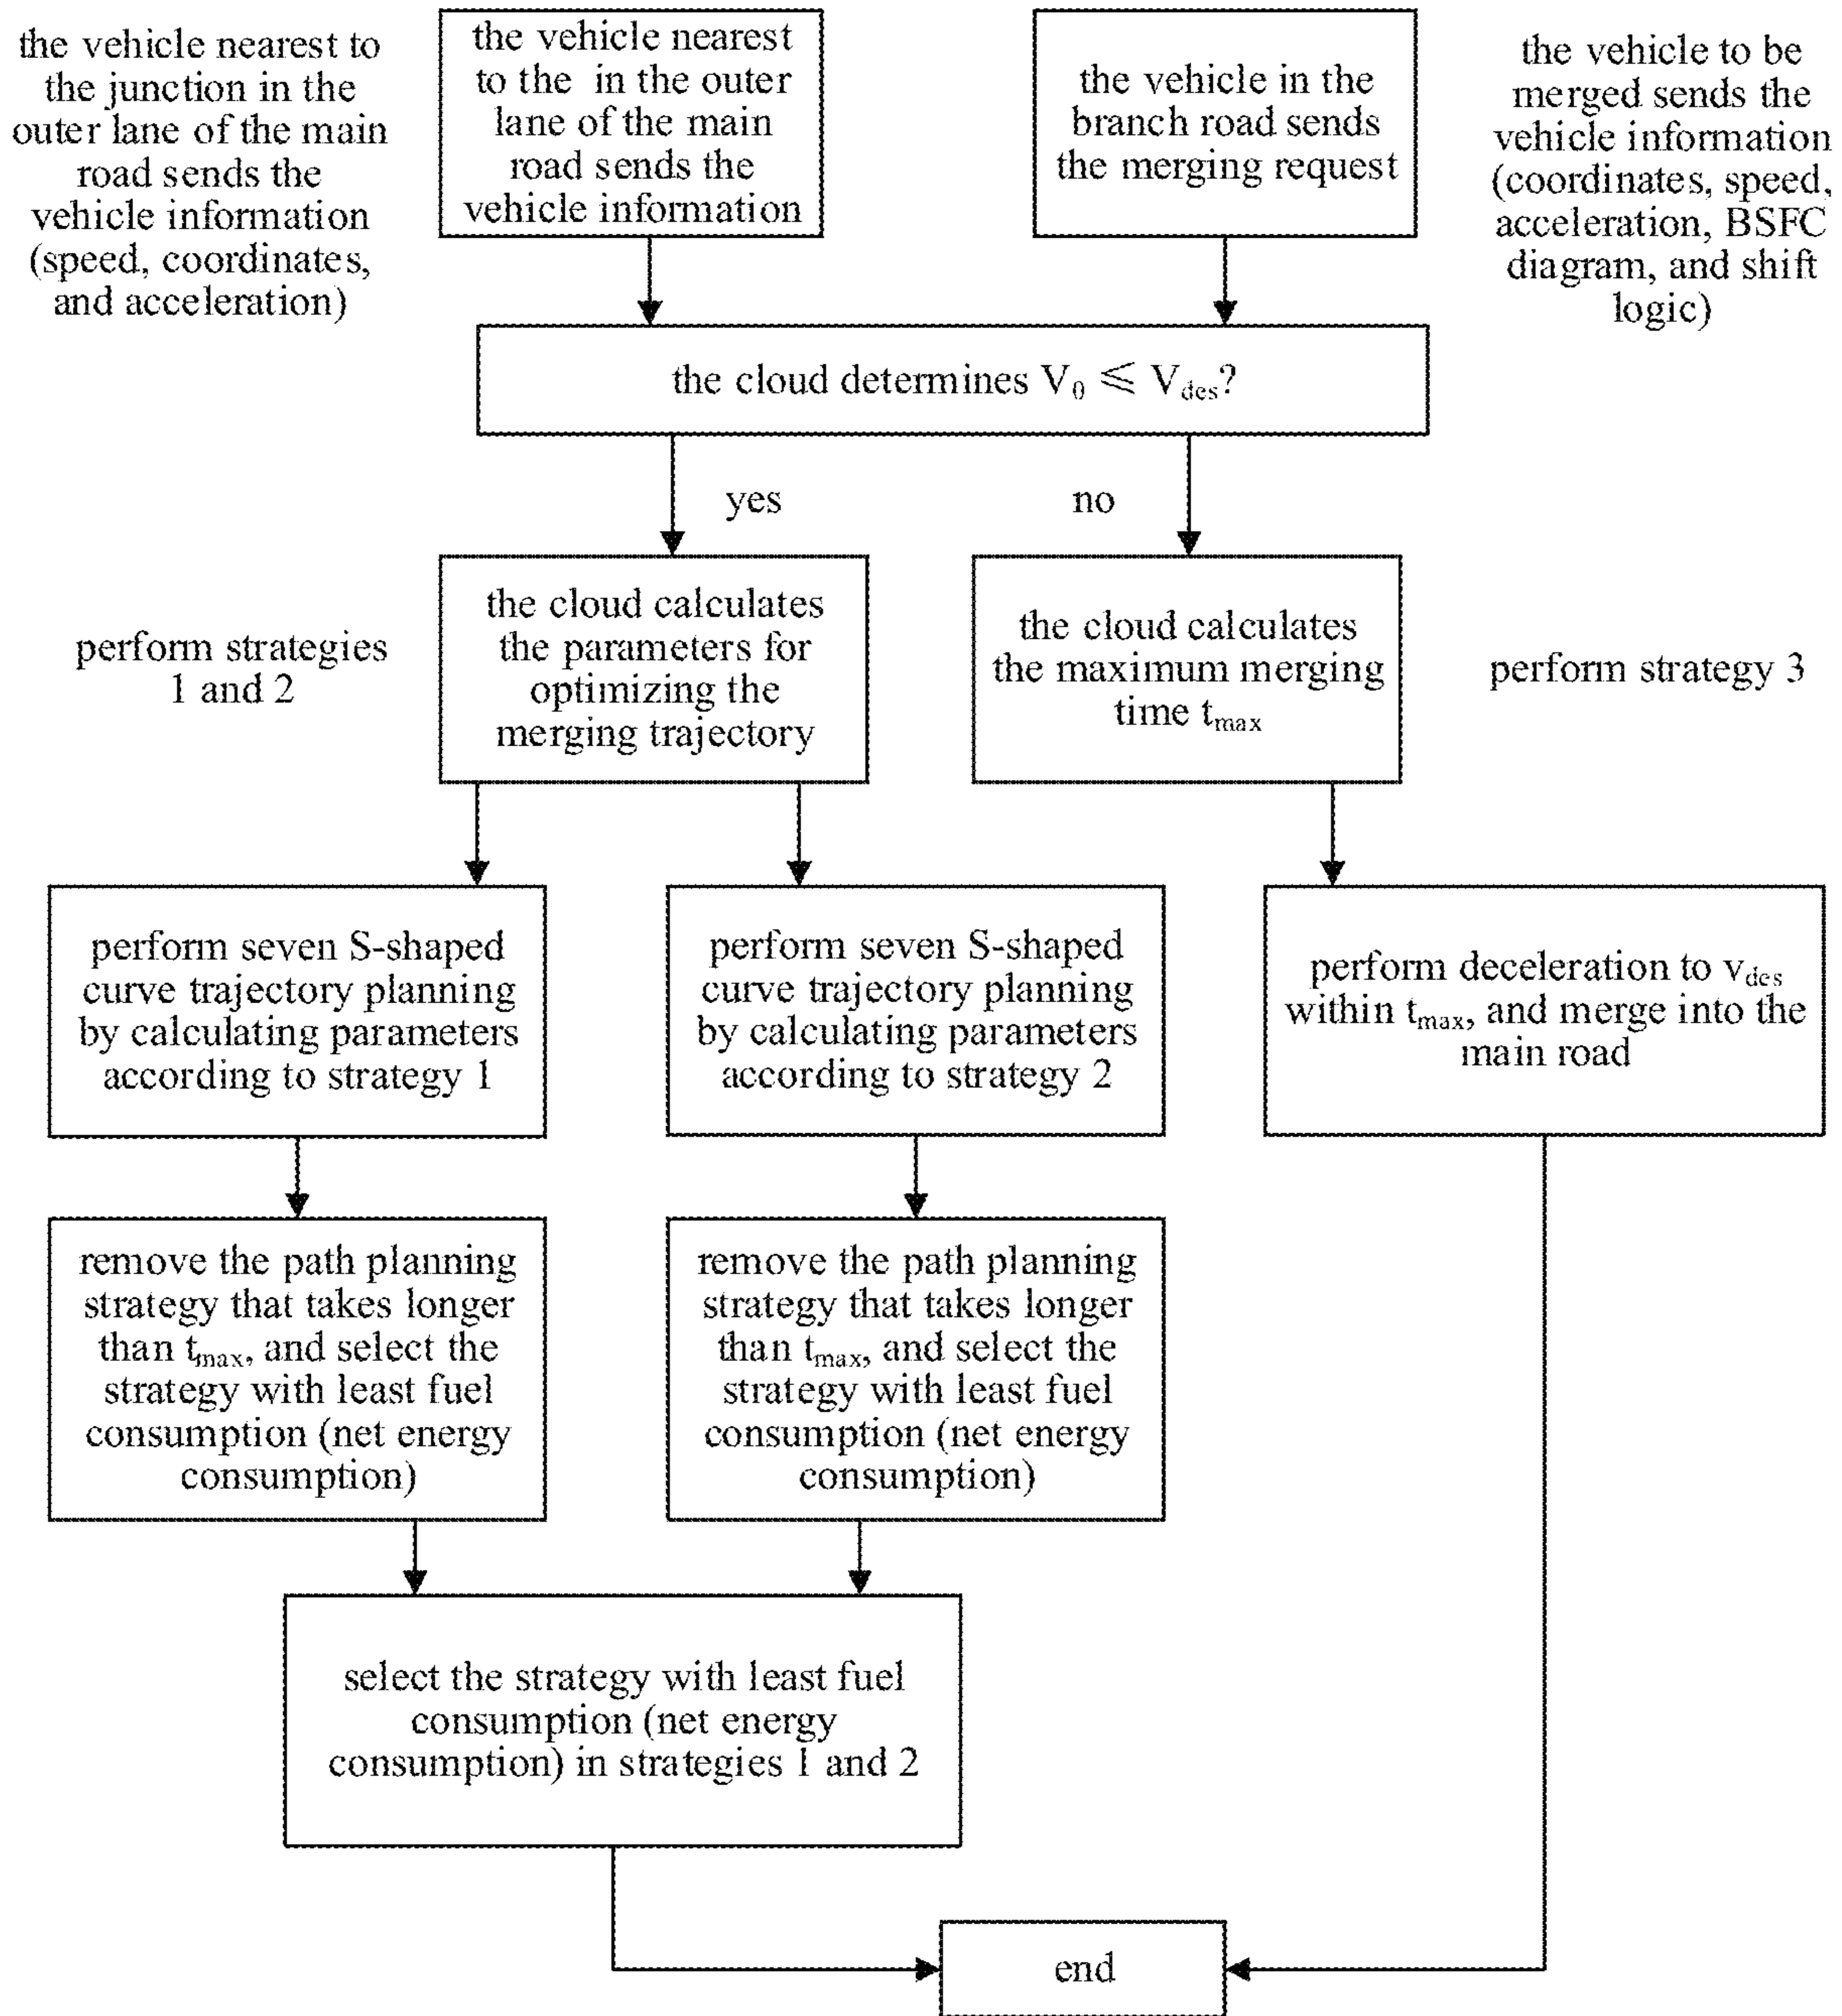 the vehicle nearest to
the junction in the
outer lane of the main
road sends the
vehicle information
(speed, coordinates,
and acceleration)
the vehicle nearest
to the in the outer
lane of the main
road sends the
vehicle information
the vehicle in the
branch road sends
the merging request
the vehicle to be
merged sends the
vehicle information
(coordinates, speed,
acceleration, BSFC
diagram, and shift
logic)
the cloud determines V₀ ⩽ V_des?
yes
no
perform strategies
1 and 2
the cloud calculates
the parameters for
optimizing the
merging trajectory
the cloud calculates
the maximum merging
time t_max
perform strategy 3
perform seven S-shaped
curve trajectory planning
by calculating parameters
according to strategy 1
perform seven S-shaped
curve trajectory planning
by calculating parameters
according to strategy 2
perform deceleration to v_des
within t_max, and merge into the
main road
remove the path planning
strategy that takes longer
than t_max, and select the
strategy with least fuel
consumption (net energy
consumption)
remove the path planning
strategy that takes longer
than t_max, and select the
strategy with least fuel
consumption (net energy
consumption)
select the strategy with least fuel
consumption (net energy
consumption) in strategies 1 and 2
end